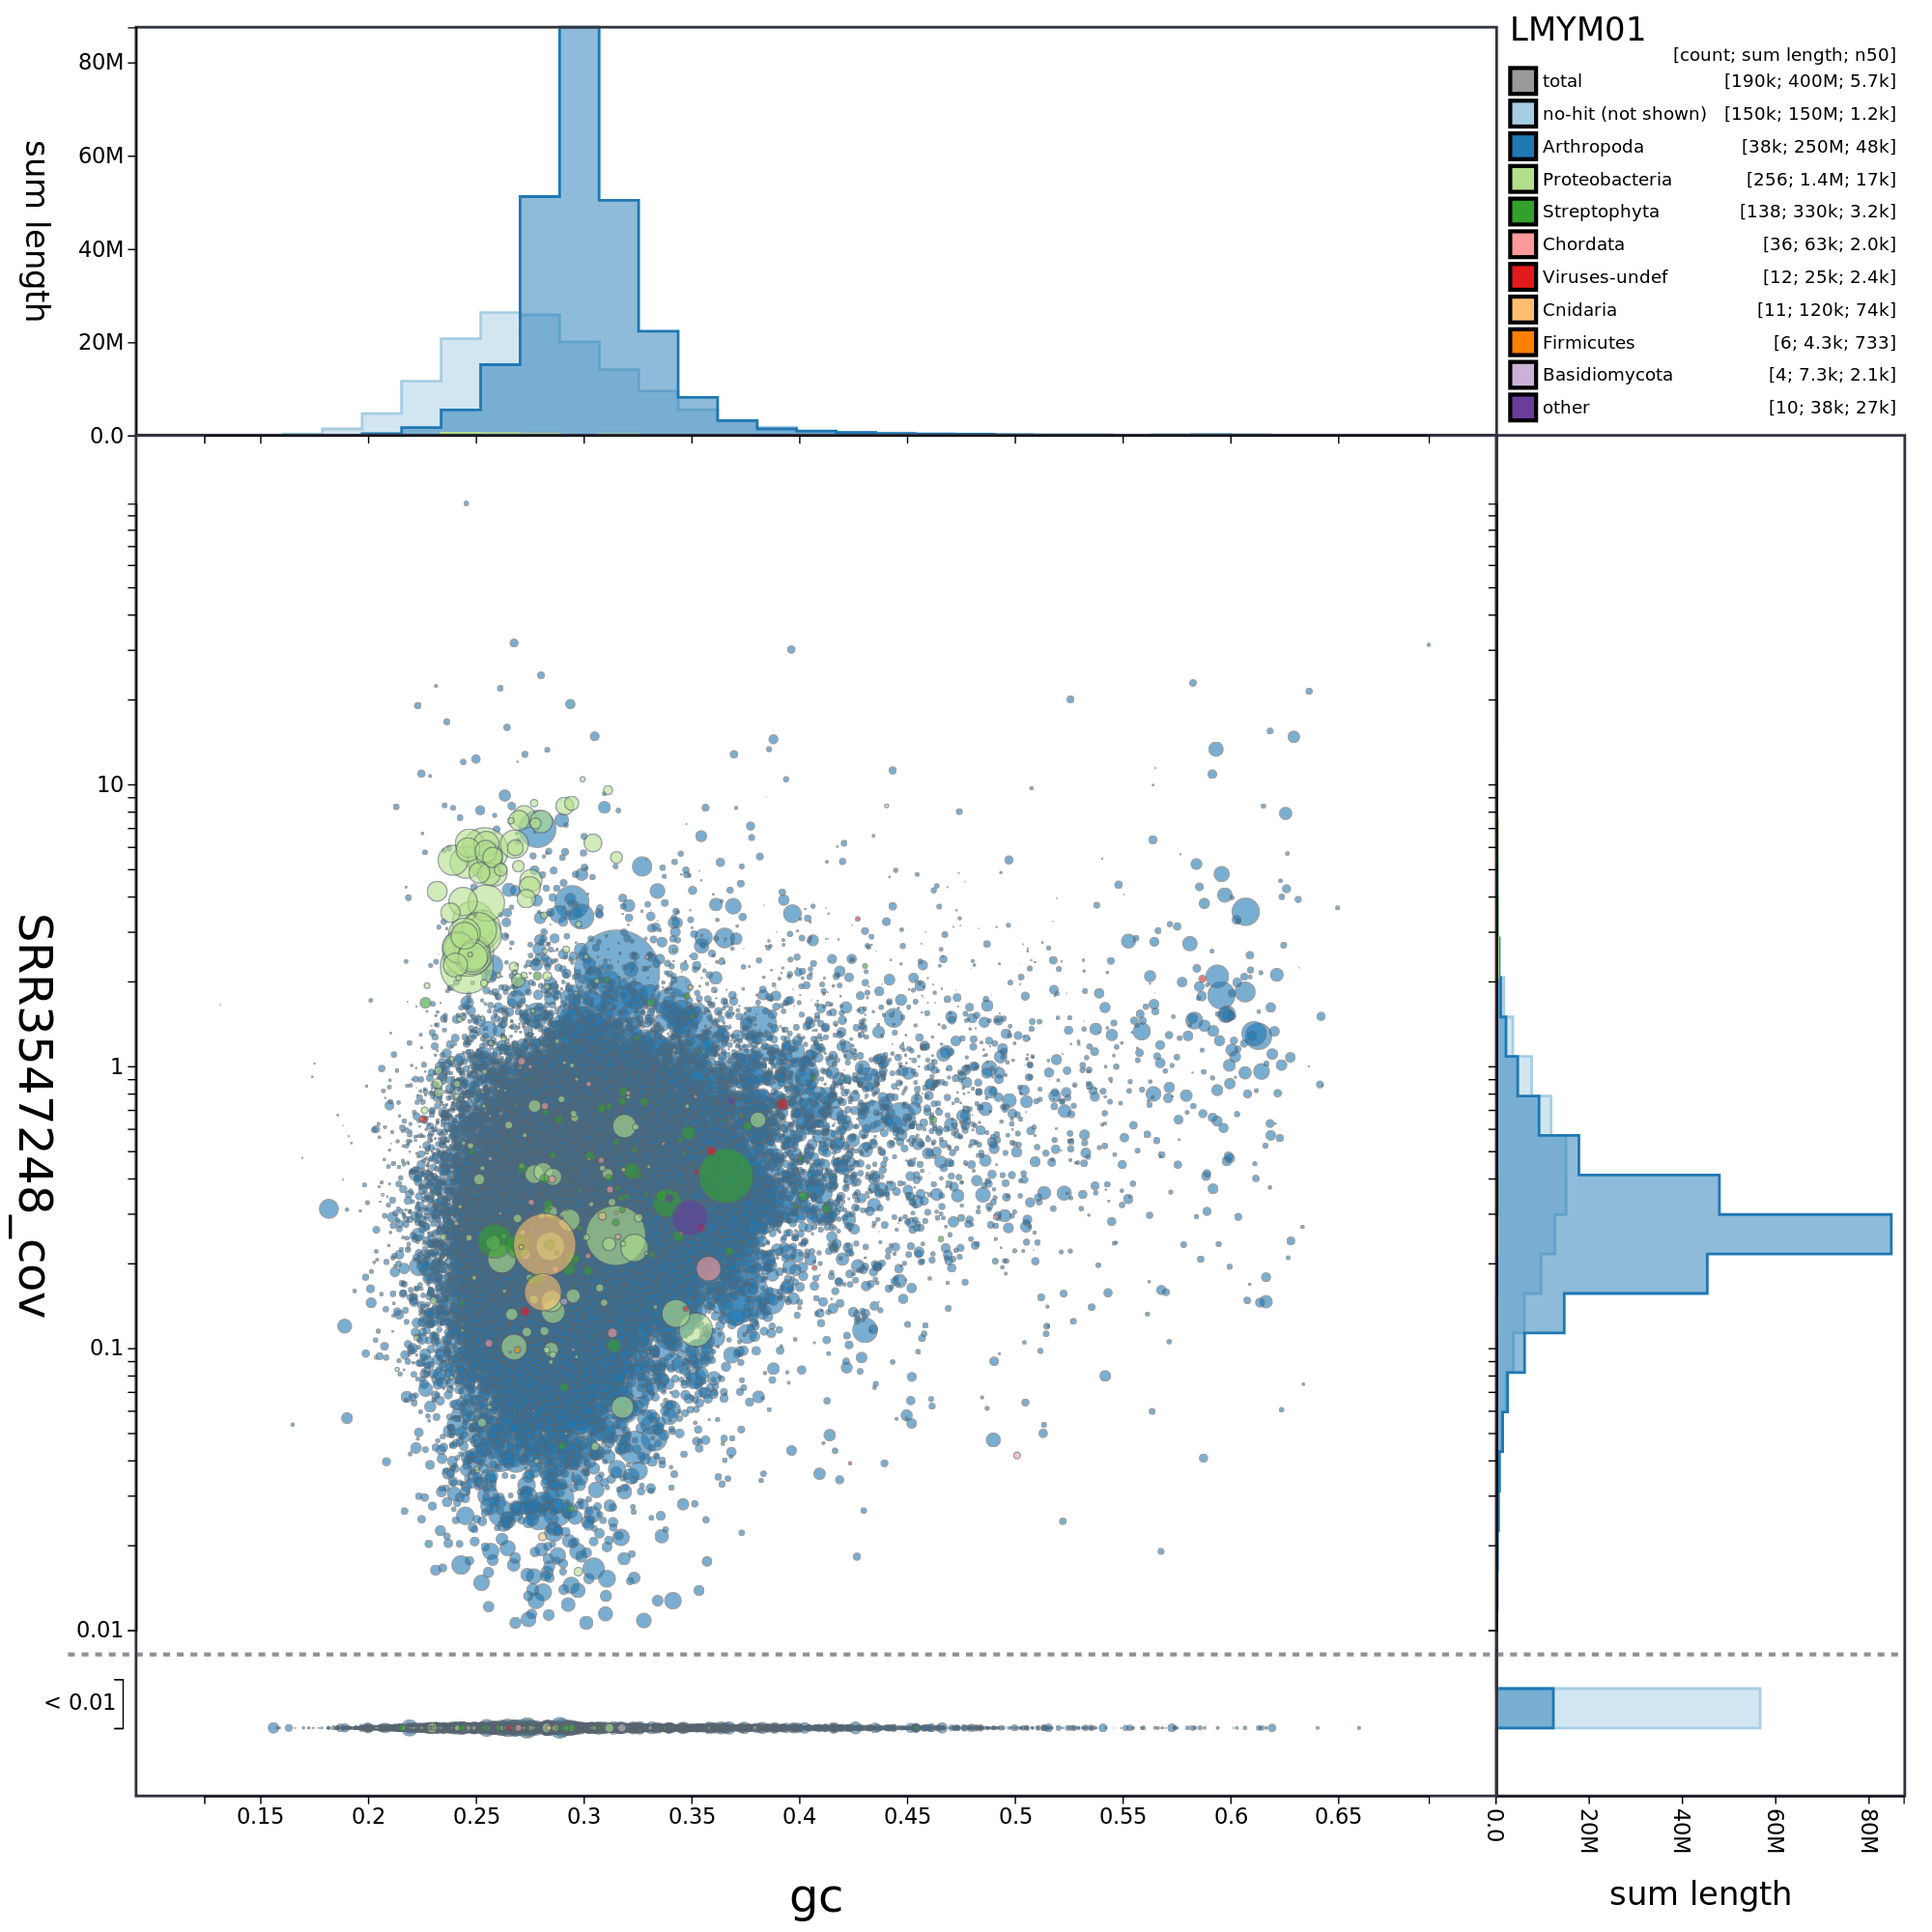 LMYM01
[count; sum length; n50]
total [190k; 400M; 5.7k]
no-hit (not shown) [150k; 150M; 1.2k]
Arthropoda [38k; 250M; 48k]
Proteobacteria [256; 1.4M; 17k]
Streptophyta [138; 330k; 3.2k]
Chordata [36; 63k; 2.0k]
Viruses-undef [12; 25k; 2.4k]
Cnidaria [11; 120k; 74k]
Firmicutes [6; 4.3k; 733]
Basidiomycota [4; 7.3k; 2.1k]
other [10; 38k; 27k]
sum length
80M
60M
40M
20M
0.0
SRR3547248_cov
10
1
0.1
0.01
< 0.01
0.15 0.2 0.25 0.3 0.35 0.4 0.45 0.5 0.55 0.6 0.65
gc
0.0 20M 40M 60M 80M
sum length